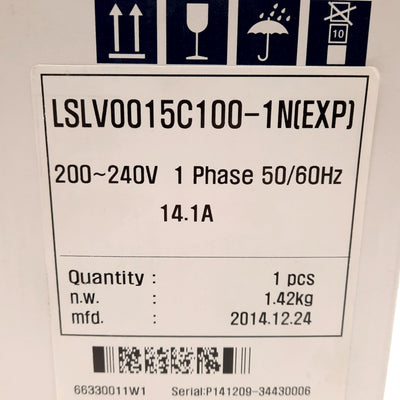 10
LSLV0015C100-1N(EXP)
200~240V 1 Phase 50/60Hz
14.1A
Quantity : 1 pcs
n.w. : 1.42kg
mfd. : 2014.12.24
66330011W1 Serial:P141209-34430006